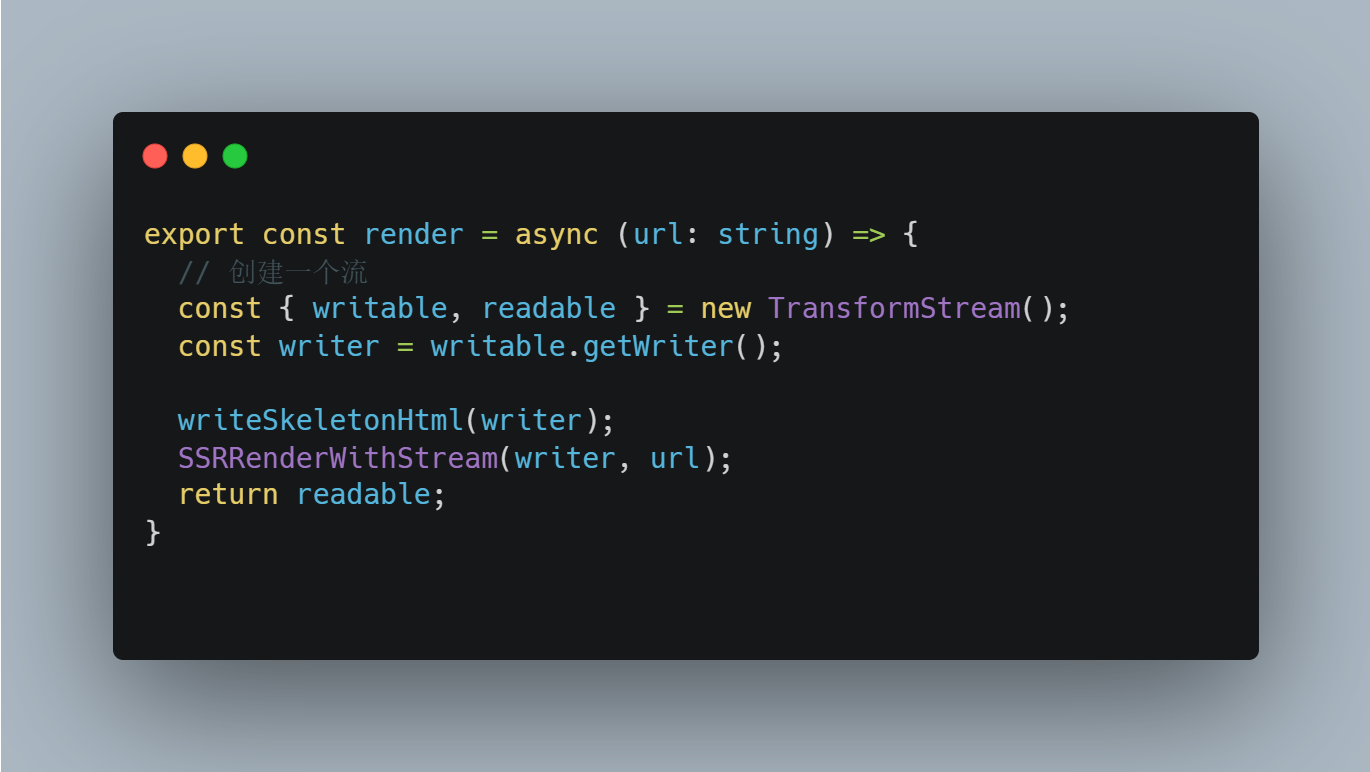 export const render = async (url: string) => {
  // 创建一个流
  const { writable, readable } = new TransformStream();
  const writer = writable.getWriter();

  writeSkeletonHtml(writer);
  SSRRenderWithStream(writer, url);
  return readable;
}